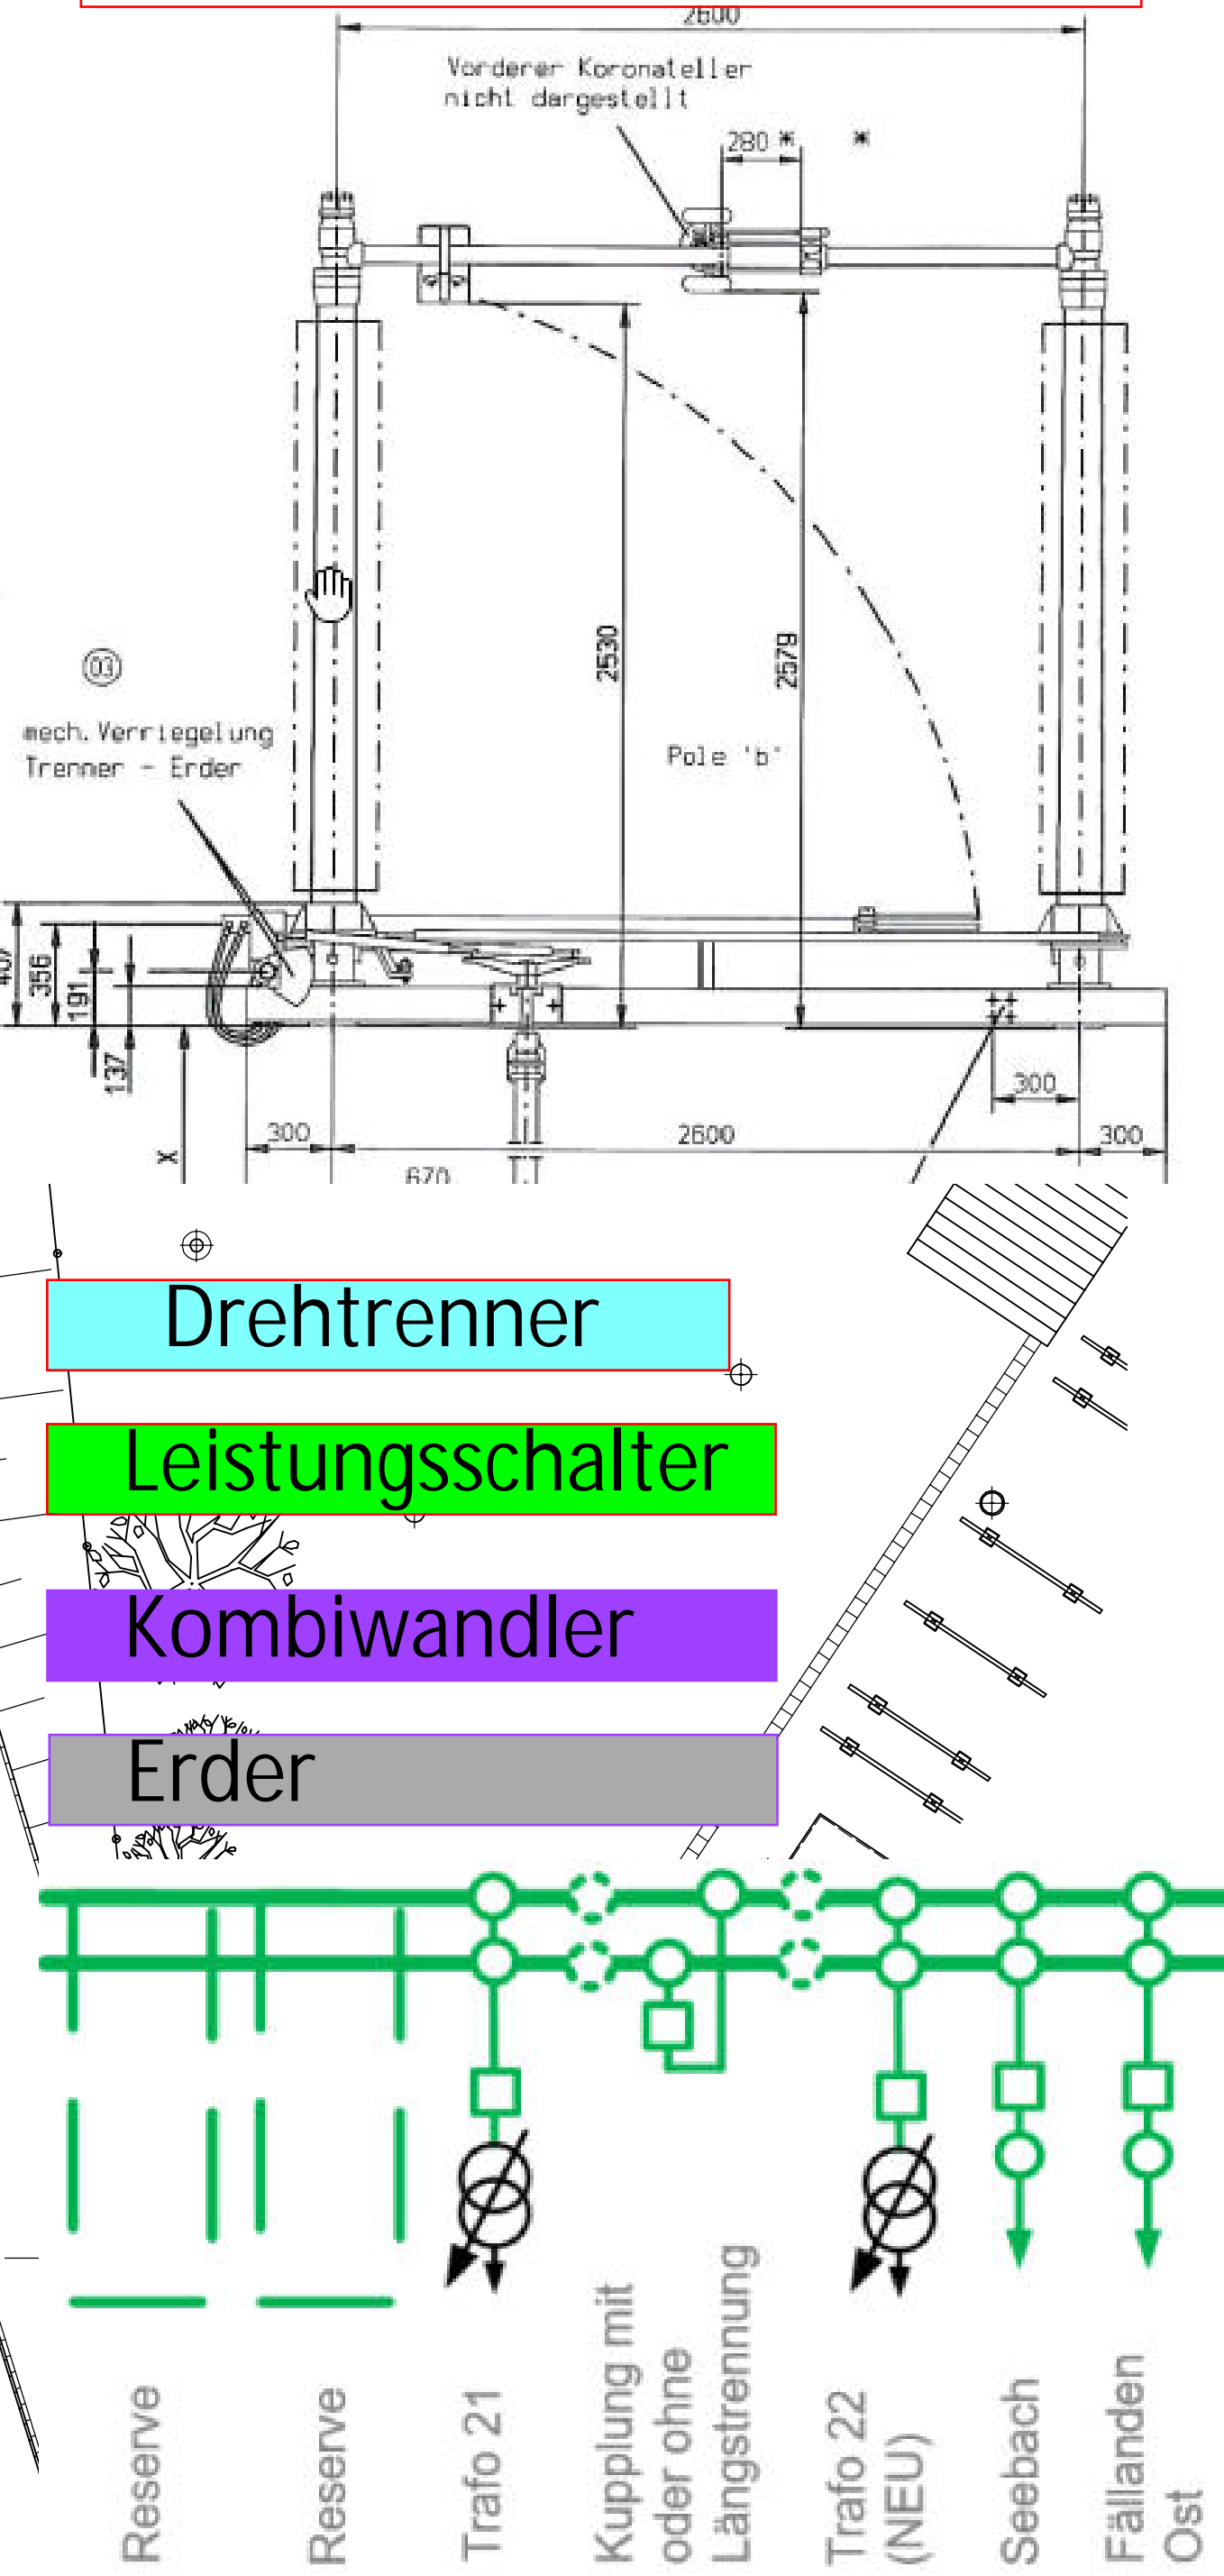 2600
Vorderer Koronateller
nicht dargestellt
280 * *
2530
2579
03
mech. Verriegelung
Trenner - Erder
Pole 'b'
356
191
137
X
300
2600
300
300
670
Drehtrenner
Leistungsschalter
Kombiwandler
Erder
Reserve
Reserve
Trafo 21
Kupplung mit
oder ohne
Längstrennung
Trafo 22
(NEU)
Seebach
Fällanden
Ost